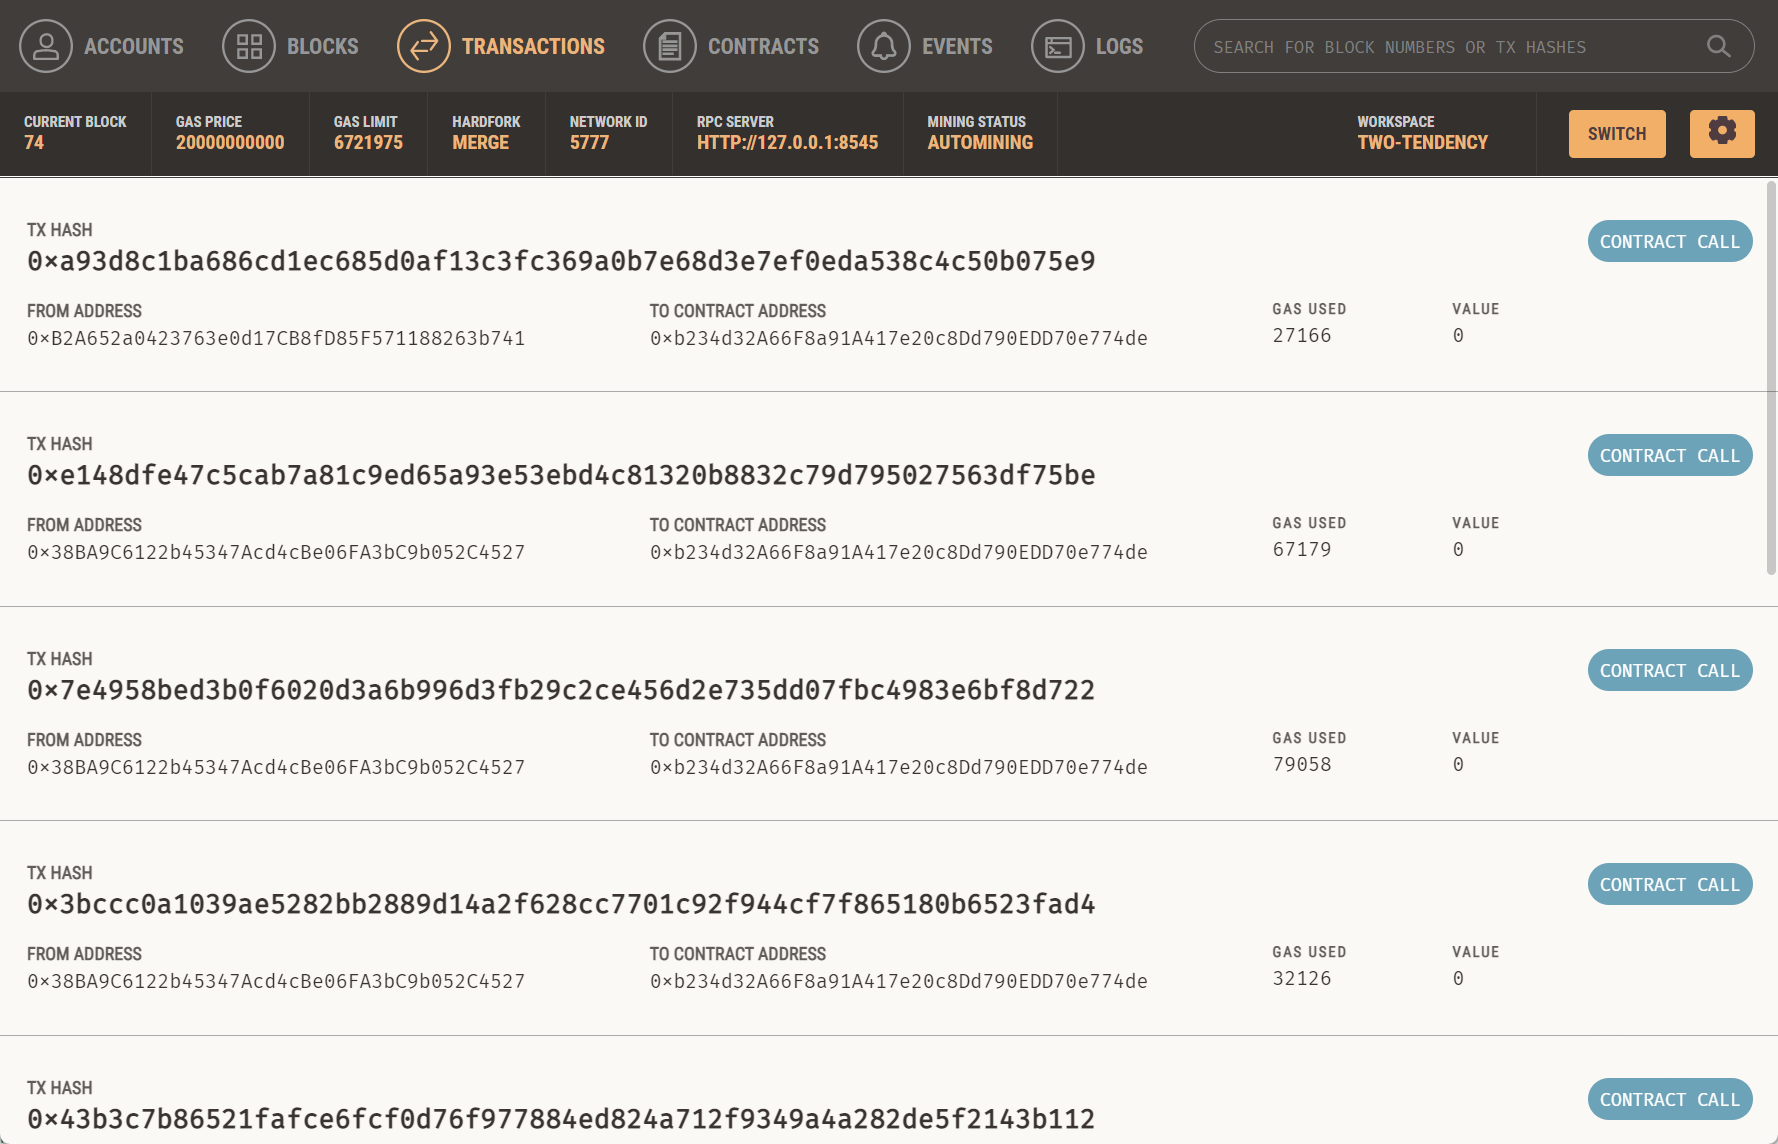 ACCOUNTS BLOCKS TRANSACTIONS CONTRACTS EVENTS LOGS SEARCH FOR BLOCK NUMBERS OR TX HASHES
CURRENT BLOCK GAS PRICE GAS LIMIT HARDFORK NETWORK ID RPC SERVER MINING STATUS WORKSPACE
74 20000000000 6721975 MERGE 5777 HTTP://127.0.0.1:8545 AUTOMINING TWO-TENDENCY SWITCH
TX HASH
0×a93d8c1ba686cd1ec685d0af13c3fc369a0b7e68d3e7ef0eda538c4c50b075e9 CONTRACT CALL
FROM ADDRESS TO CONTRACT ADDRESS GAS USED VALUE
0×B2A652a0423763e0d17CB8fD85F571188263b741 0×b234d32A66F8a91A417e20c8Dd790EDD70e774de 27166 0
TX HASH
0×e148dfe47c5cab7a81c9ed65a93e53ebd4c81320b8832c79d795027563df75be CONTRACT CALL
FROM ADDRESS TO CONTRACT ADDRESS GAS USED VALUE
0×38BA9C6122b45347Acd4cBe06FA3bC9b052C4527 0×b234d32A66F8a91A417e20c8Dd790EDD70e774de 67179 0
TX HASH
0×7e4958bed3b0f6020d3a6b996d3fb29c2ce456d2e735dd07fbc4983e6bf8d722 CONTRACT CALL
FROM ADDRESS TO CONTRACT ADDRESS GAS USED VALUE
0×38BA9C6122b45347Acd4cBe06FA3bC9b052C4527 0×b234d32A66F8a91A417e20c8Dd790EDD70e774de 79058 0
TX HASH
0×3bccc0a1039ae5282bb2889d14a2f628cc7701c92f944cf7f865180b6523fad4 CONTRACT CALL
FROM ADDRESS TO CONTRACT ADDRESS GAS USED VALUE
0×38BA9C6122b45347Acd4cBe06FA3bC9b052C4527 0×b234d32A66F8a91A417e20c8Dd790EDD70e774de 32126 0
TX HASH
0×43b3c7b86521fafce6fcf0d76f977884ed824a712f9349a4a282de5f2143b112 CONTRACT CALL